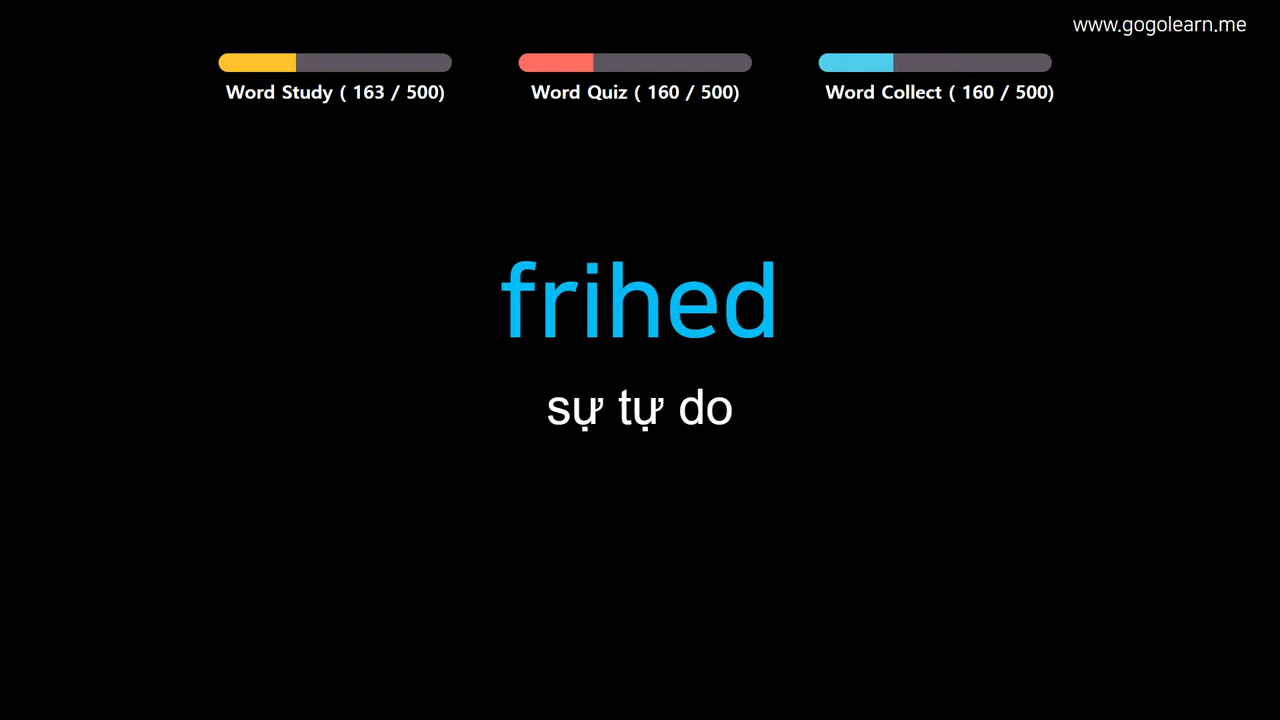 www.gogolearn.me
Word Study ( 163 / 500)
Word Quiz ( 160 / 500)
Word Collect ( 160 / 500)
frihed
sự tự do